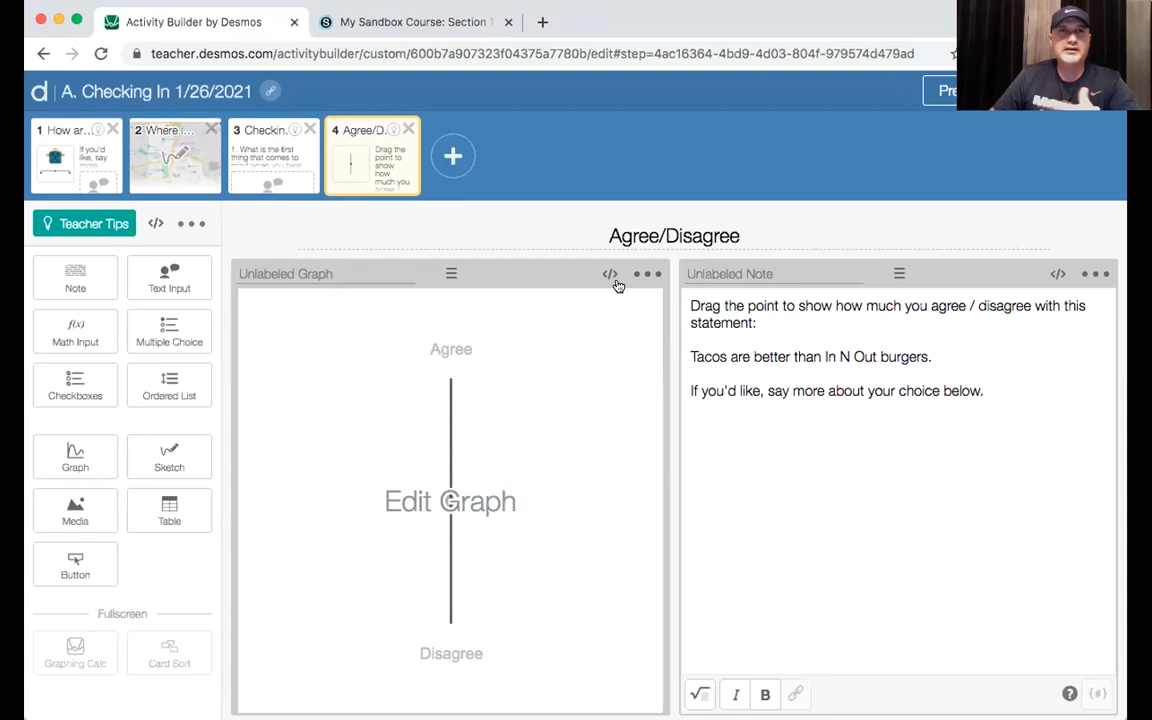 Activity Builder by Desmos
My Sandbox Course: Section 1
teacher.desmos.com/activitybuilder/custom/600b7a907323f04375a7780b/edit#step=4ac16364-4bd9-4d03-804f-979574d479ad
d | A. Checking In 1/26/2021
Pre
1 How ar...
If you'd like, say more
2 Where i...
3 Checkin.
1. What is the first thing that comes to
4 Agree/D.
Drag the point to show how much you agree /
Teacher Tips
Agree/Disagree
Unlabeled Graph
Unlabeled Note
Note
Text Input
f(x)
Math Input
Multiple Choice
Checkboxes
Ordered List
Graph
Sketch
Media
Table
Button
Fullscreen
Graphing Calc
Card Sort
Agree
Edit Graph
Disagree
Drag the point to show how much you agree / disagree with this
statement:
Tacos are better than In N Out burgers.
If you'd like, say more about your choice below.
I
B
{#}